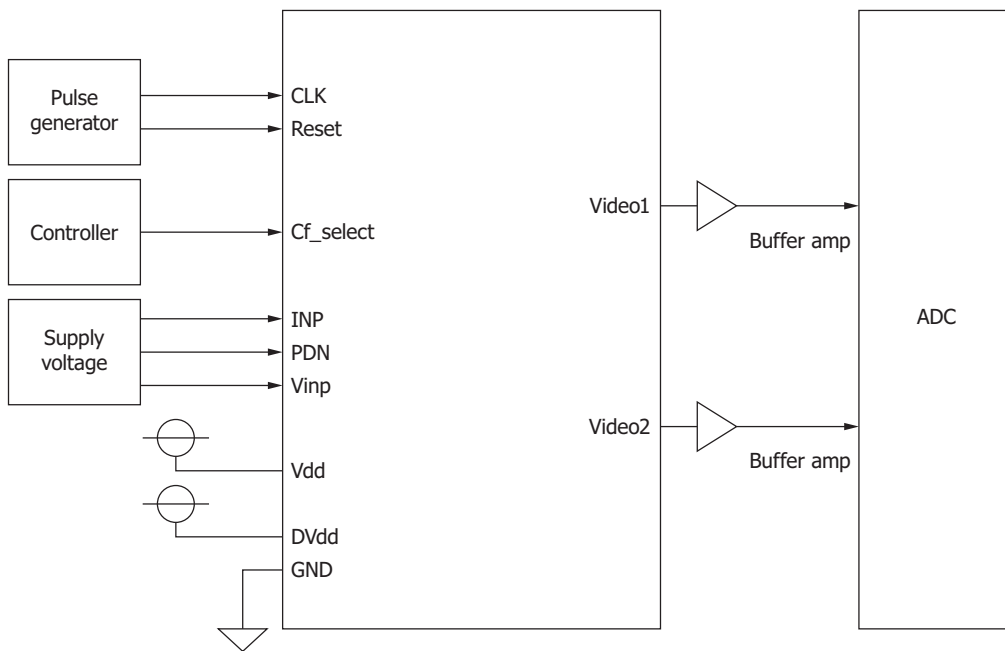 Pulse
generator
CLK
Reset
Controller
Cf_select
Supply
voltage
INP
PDN
Vinp
Vdd
DVdd
GND
Video1
Buffer amp
Video2
Buffer amp
ADC